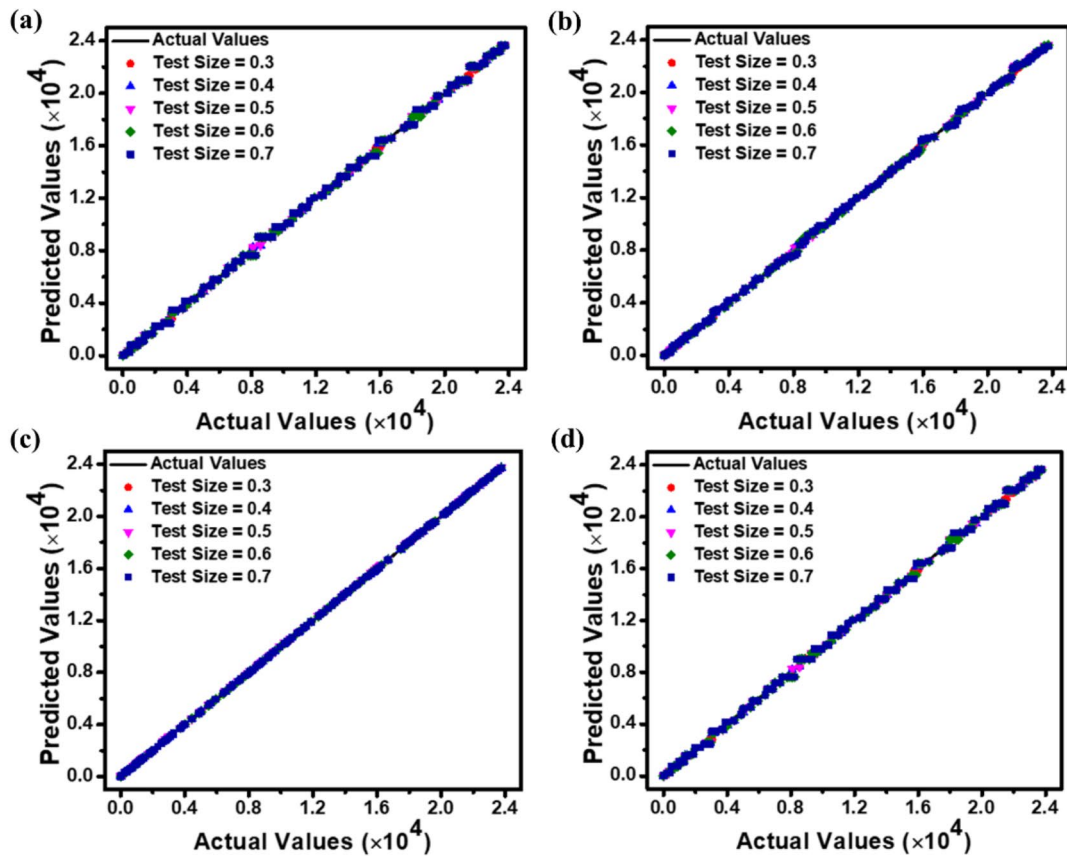 (a)
Actual Values
Test Size = 0.3
Test Size = 0.4
Test Size = 0.5
Test Size = 0.6
Test Size = 0.7
Predicted Values (×10⁴)
2.4
2.0
1.6
1.2
0.8
0.4
0.0
0.0 0.4 0.8 1.2 1.6 2.0 2.4
Actual Values (×10⁴)
(b)
Actual Values
Test Size = 0.3
Test Size = 0.4
Test Size = 0.5
Test Size = 0.6
Test Size = 0.7
Predicted Values (×10⁴)
2.4
2.0
1.6
1.2
0.8
0.4
0.0
0.0 0.4 0.8 1.2 1.6 2.0 2.4
Actual Values (×10⁴)
(c)
Actual Values
Test Size = 0.3
Test Size = 0.4
Test Size = 0.5
Test Size = 0.6
Test Size = 0.7
Predicted Values (×10⁴)
2.4
2.0
1.6
1.2
0.8
0.4
0.0
0.0 0.4 0.8 1.2 1.6 2.0 2.4
Actual Values (×10⁴)
(d)
Actual Values
Test Size = 0.3
Test Size = 0.4
Test Size = 0.5
Test Size = 0.6
Test Size = 0.7
Predicted Values (×10⁴)
2.4
2.0
1.6
1.2
0.8
0.4
0.0
0.0 0.4 0.8 1.2 1.6 2.0 2.4
Actual Values (×10⁴)